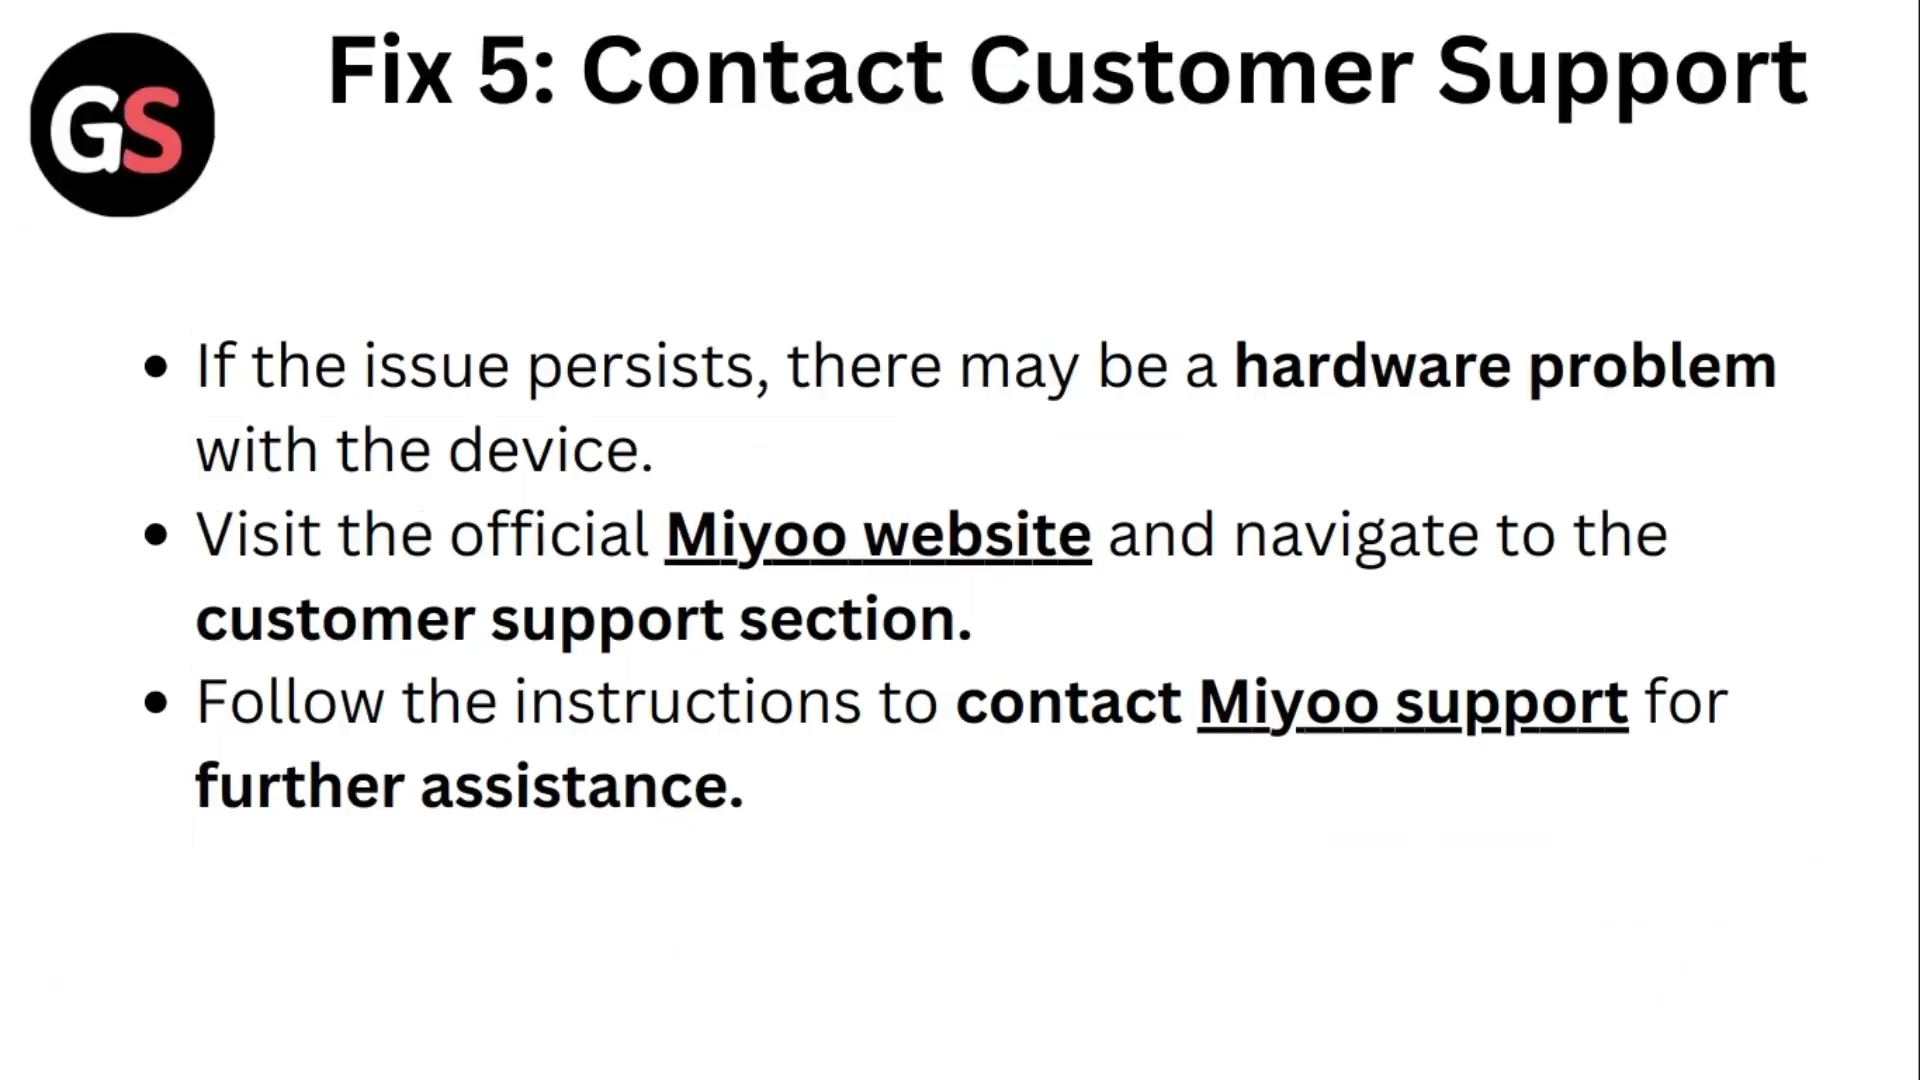 GS
Fix 5: Contact Customer Support
• If the issue persists, there may be a hardware problem
with the device.
• Visit the official Miyoo website and navigate to the
customer support section.
• Follow the instructions to contact Miyoo support for
further assistance.